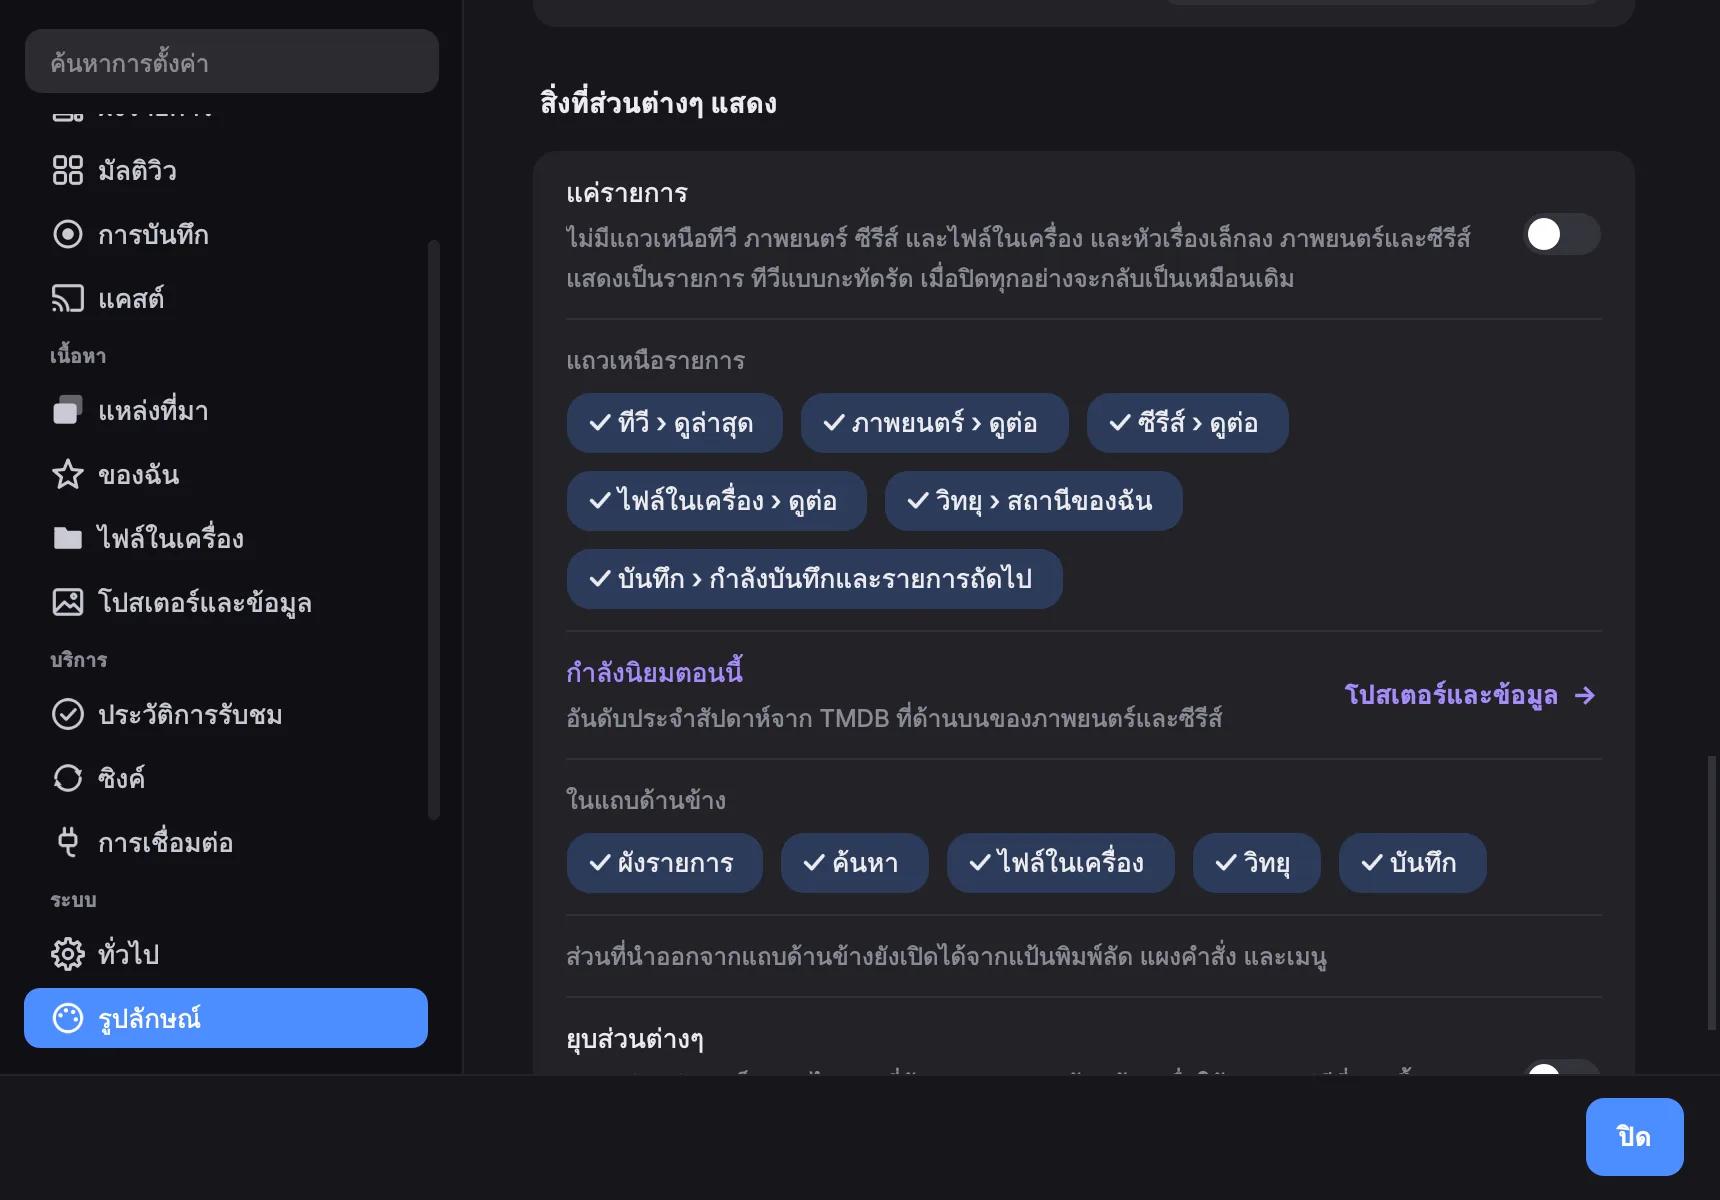 ค้นหาการตั้งค่า
มัลติวิว
การบันทึก
แคสต์
เนื้อหา
แหล่งที่มา
ของฉัน
ไฟล์ในเครื่อง
โปสเตอร์และข้อมูล
บริการ
ประวัติการรับชม
ซิงค์
การเชื่อมต่อ
ระบบ
ทั่วไป
รูปลักษณ์
สิ่งที่ส่วนต่างๆ แสดง
แค่รายการ
ไม่มีแถวเหนือทีวี ภาพยนตร์ ซีรีส์ และไฟล์ในเครื่อง และหัวเรื่องเล็กลง ภาพยนตร์และซีรีส์
แสดงเป็นรายการ ทีวีแบบกะทัดรัด เมื่อปิดทุกอย่างจะกลับเป็นเหมือนเดิม
แถวเหนือรายการ
ทีวี › ดูล่าสุด
ภาพยนตร์ › ดูต่อ
ซีรีส์ › ดูต่อ
ไฟล์ในเครื่อง › ดูต่อ
วิทยุ › สถานีของฉัน
บันทึก › กำลังบันทึกและรายการถัดไป
กำลังนิยมตอนนี้
อันดับประจำสัปดาห์จาก TMDB ที่ด้านบนของภาพยนตร์และซีรีส์
โปสเตอร์และข้อมูล →
ในแถบด้านข้าง
ผังรายการ
ค้นหา
ไฟล์ในเครื่อง
วิทยุ
บันทึก
ส่วนที่นำออกจากแถบด้านข้างยังเปิดได้จากแป้นพิมพ์ลัด แผงคำสั่ง และเมนู
ยุบส่วนต่างๆ
ปิด